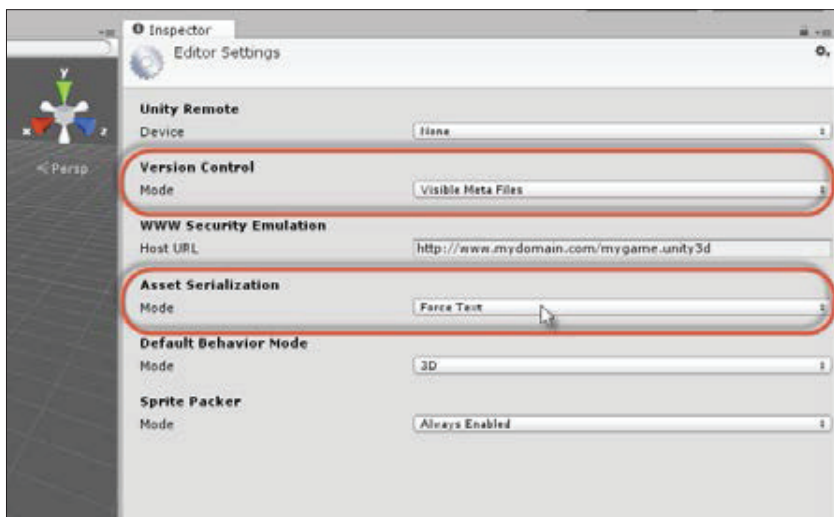 Inspector
Editor Settings
y
x
z
Persp
Unity Remote
Device None
Version Control
Mode Visible Meta Files
WWW Security Emulation
Host URL http://www.mydomain.com/mygame.unity3d
Asset Serialization
Mode Force Text
Default Behavior Mode
Mode 3D
Sprite Packer
Mode Always Enabled